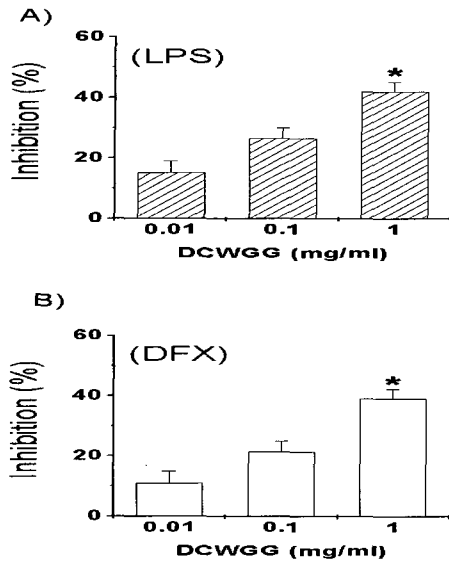 A)
(LPS)
*
60
40
20
0
Inhibition (%)
0.01 0.1 1
DCWGG (mg/ml)
B)
(DFX)
*
60
40
20
0
Inhibition (%)
0.01 0.1 1
DCWGG (mg/ml)